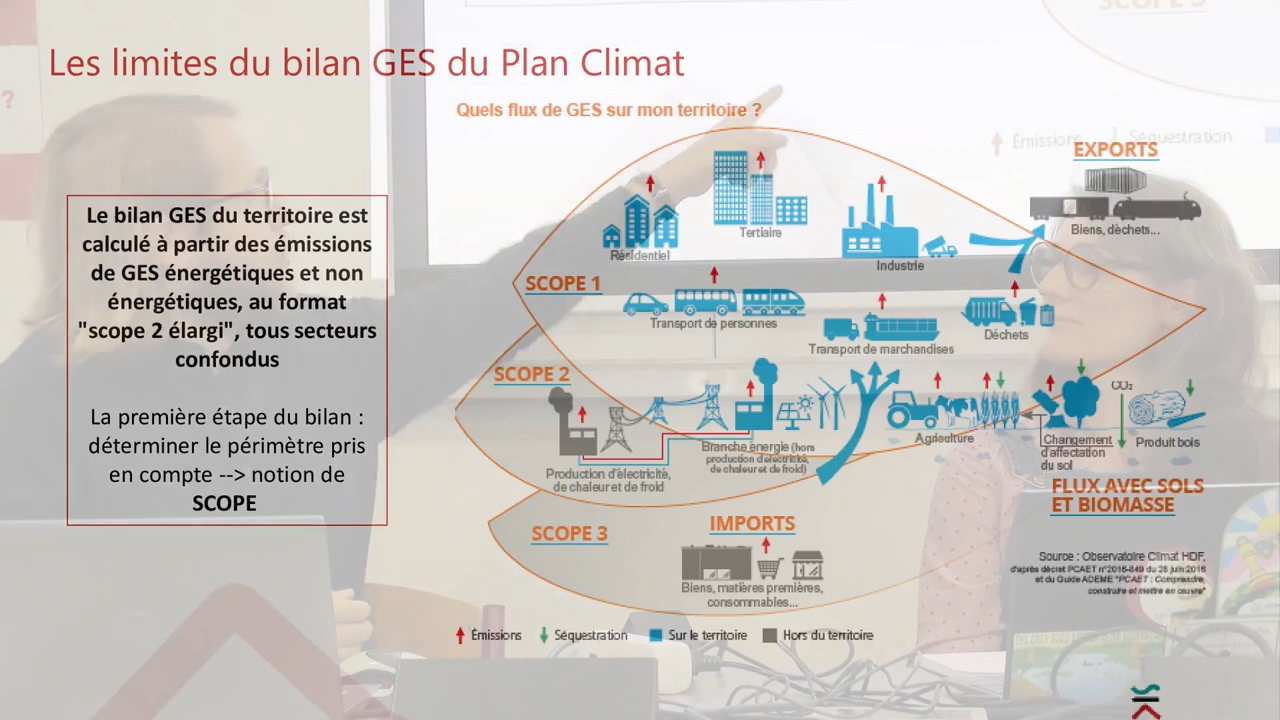 SCOPE 3
Les limites du bilan GES du Plan Climat
?
Quels flux de GES sur mon territoire ?
Émissions
Séquestration
EXPORTS
Biens, déchets...
Le bilan GES du territoire est
calculé à partir des émissions
de GES énergétiques et non
énergétiques, au format
"scope 2 élargi", tous secteurs
confondus
La première étape du bilan :
déterminer le périmètre pris
en compte --> notion de
SCOPE
Tertiaire
Résidentiel
Industrie
SCOPE 1
Transport de personnes
Déchets
Transport de marchandises
SCOPE 2
CO₂
Agriculture
Changement
d'affectation
du sol
Produit bois
Branche énergie (hors
production d'électricité,
de chaleur et de froid)
Production d'électricité,
de chaleur et de froid
FLUX AVEC SOLS
ET BIOMASSE
SCOPE 3
IMPORTS
Biens, matières premières,
consommables...
Source : Observatoire Climat HDF,
d'après décret PCAET n°2016-849 du 28 juin 2016
et du Guide ADEME "PCAET : Comprendre,
construire et mettre en œuvre"
Émissions
Séquestration
Sur le territoire
Hors du territoire